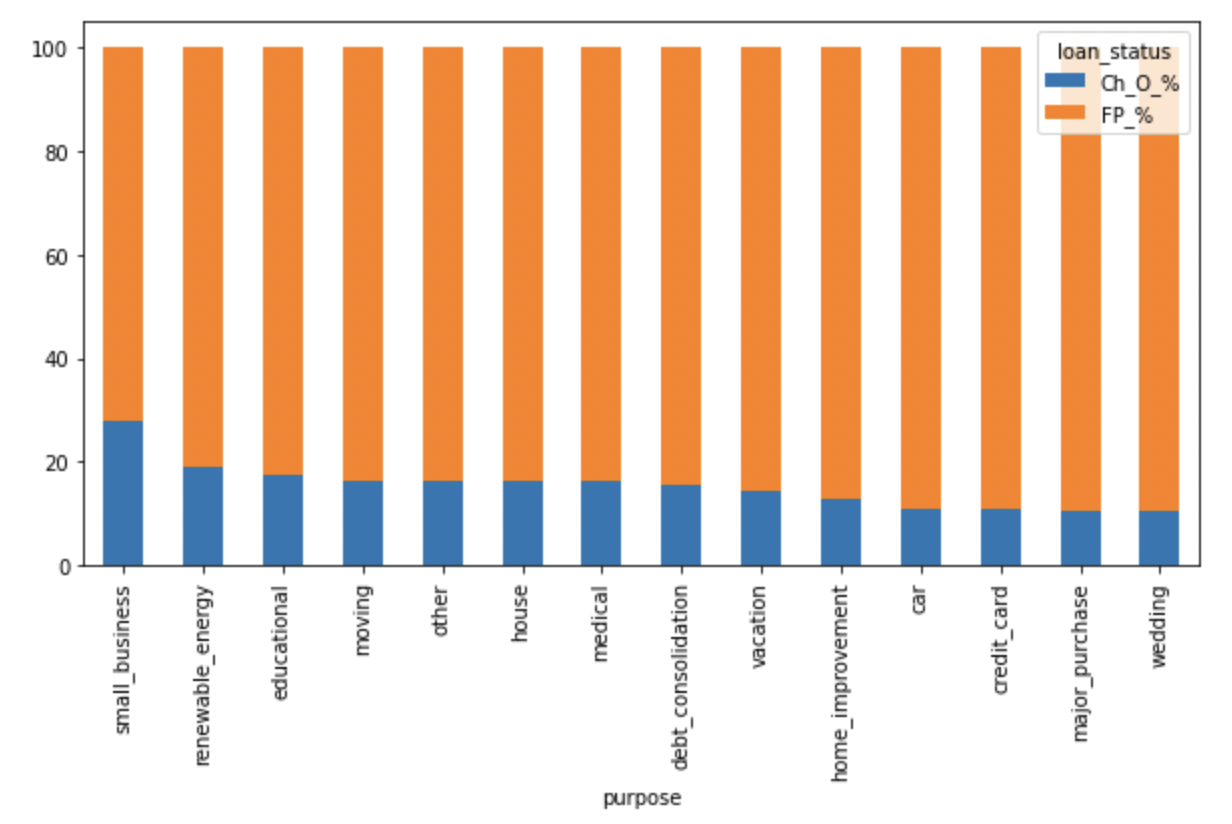 100
80
60
40
20
0
loan_status
Ch_O_%
FP_%
small_business
renewable_energy
educational
moving
other
house
medical
debt_consolidation
vacation
home_improvement
car
credit_card
major_purchase
wedding
purpose